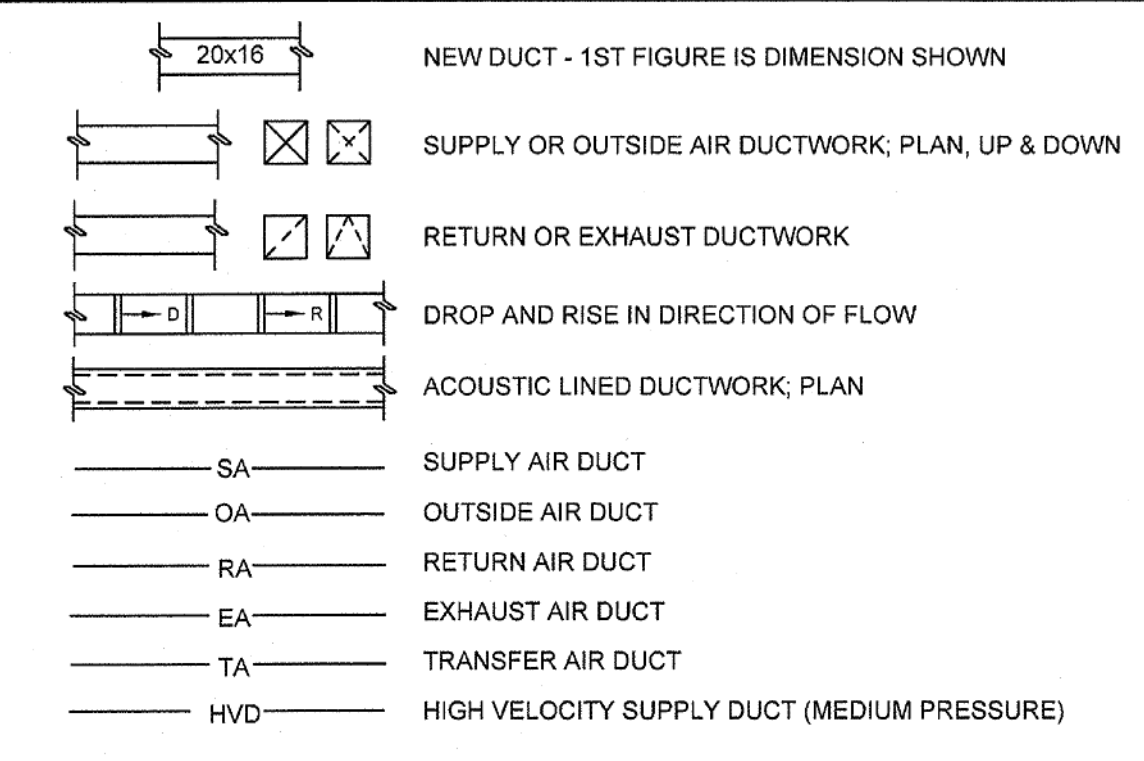 20x16 NEW DUCT - 1ST FIGURE IS DIMENSION SHOWN
SUPPLY OR OUTSIDE AIR DUCTWORK; PLAN, UP & DOWN
RETURN OR EXHAUST DUCTWORK
D R DROP AND RISE IN DIRECTION OF FLOW
ACOUSTIC LINED DUCTWORK; PLAN
SA SUPPLY AIR DUCT
OA OUTSIDE AIR DUCT
RA RETURN AIR DUCT
EA EXHAUST AIR DUCT
TA TRANSFER AIR DUCT
HVD HIGH VELOCITY SUPPLY DUCT (MEDIUM PRESSURE)